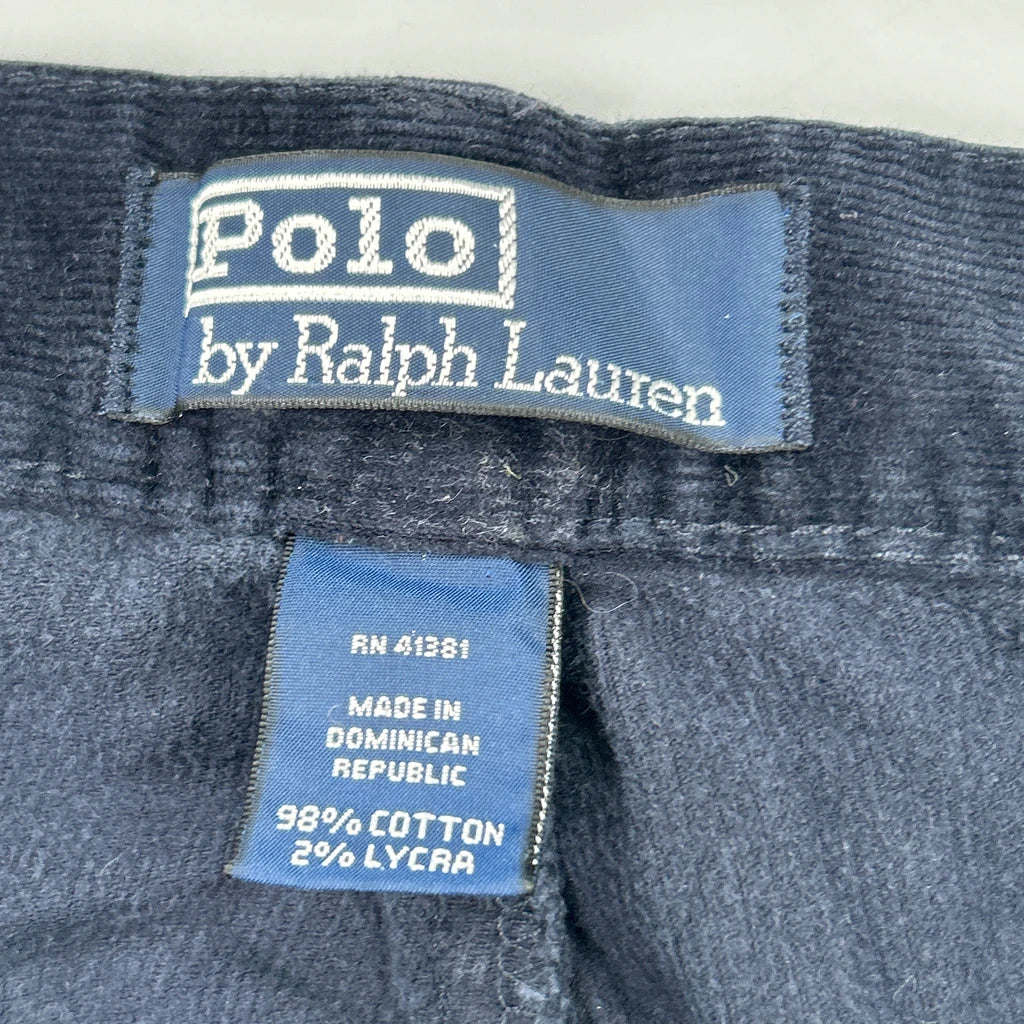 Polo
by Ralph Lauren
RN 41381
MADE IN
DOMINICAN
REPUBLIC
98% COTTON
2% LYCRA